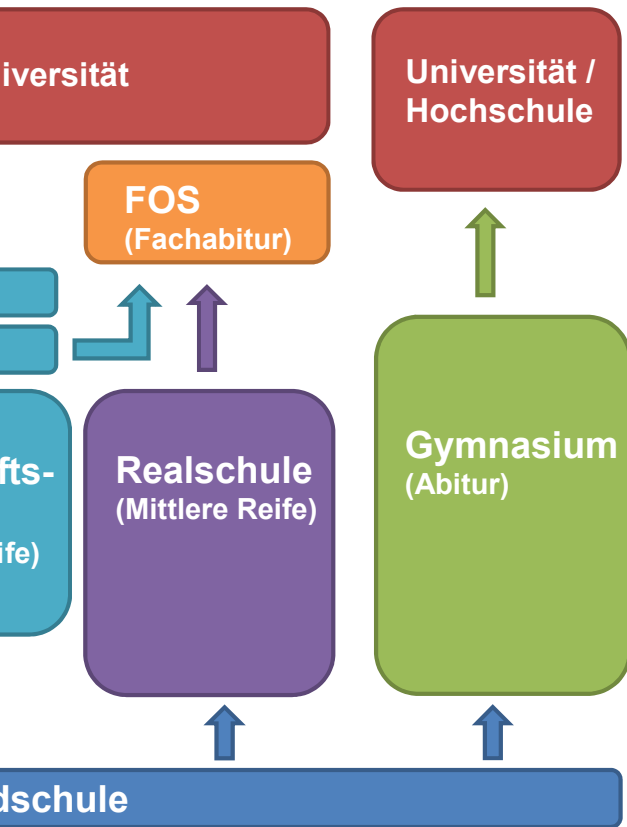 iversität
Universität /
Hochschule
FOS
(Fachabitur)
fts-
ife)
Realschule
(Mittlere Reife)
Gymnasium
(Abitur)
dschule